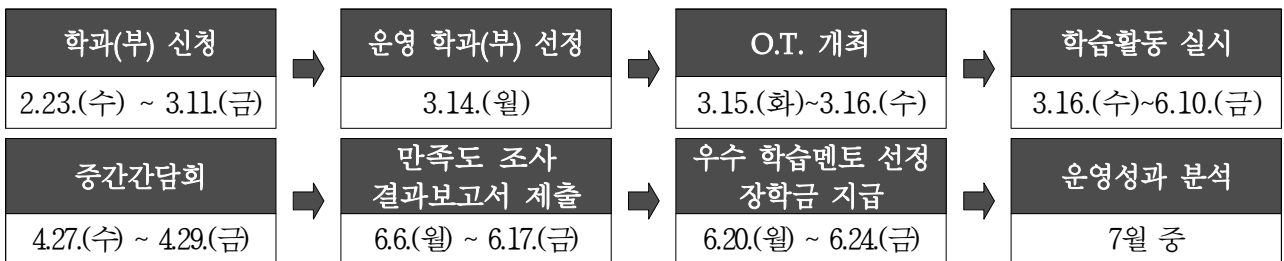 학과(부) 신청
운영 학과(부) 선정
O.T. 개최
학습활동 실시
2.23.(수) ~ 3.11.(금)
3.14.(월)
3.15.(화)~3.16.(수)
3.16.(수)~6.10.(금)
중간간담회
만족도 조사
결과보고서 제출
우수 학습멘토 선정
장학금 지급
운영성과 분석
4.27.(수) ~ 4.29.(금)
6.6.(월) ~ 6.17.(금)
6.20.(월) ~ 6.24.(금)
7월 중